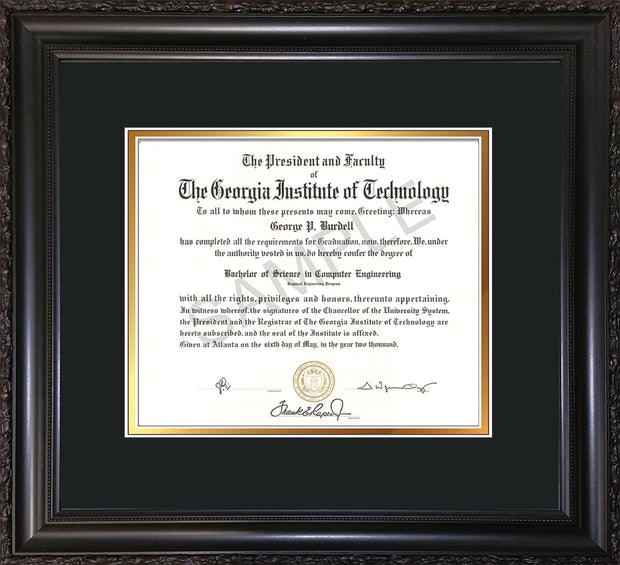 The President and Faculty
of
The Georgia Institute of Technology
To all to whom these presents may come, Greeting: Whereas
George P. Burdell
has completed all the requirements for Graduation, now, therefore, We, under
the authority vested in us, do hereby confer the degree of
Bachelor of Science in Computer Engineering
Regional Engineering Program
with all the rights, privileges and honors, thereunto appertaining.
In witness whereof, the signatures of the Chancellor of the University System,
the President and the Registrar of The Georgia Institute of Technology are
hereto subscribed, and the seal of the Institute is affixed.
Given at Atlanta on the sixth day of May, in the year two thousand.
SAMPLE